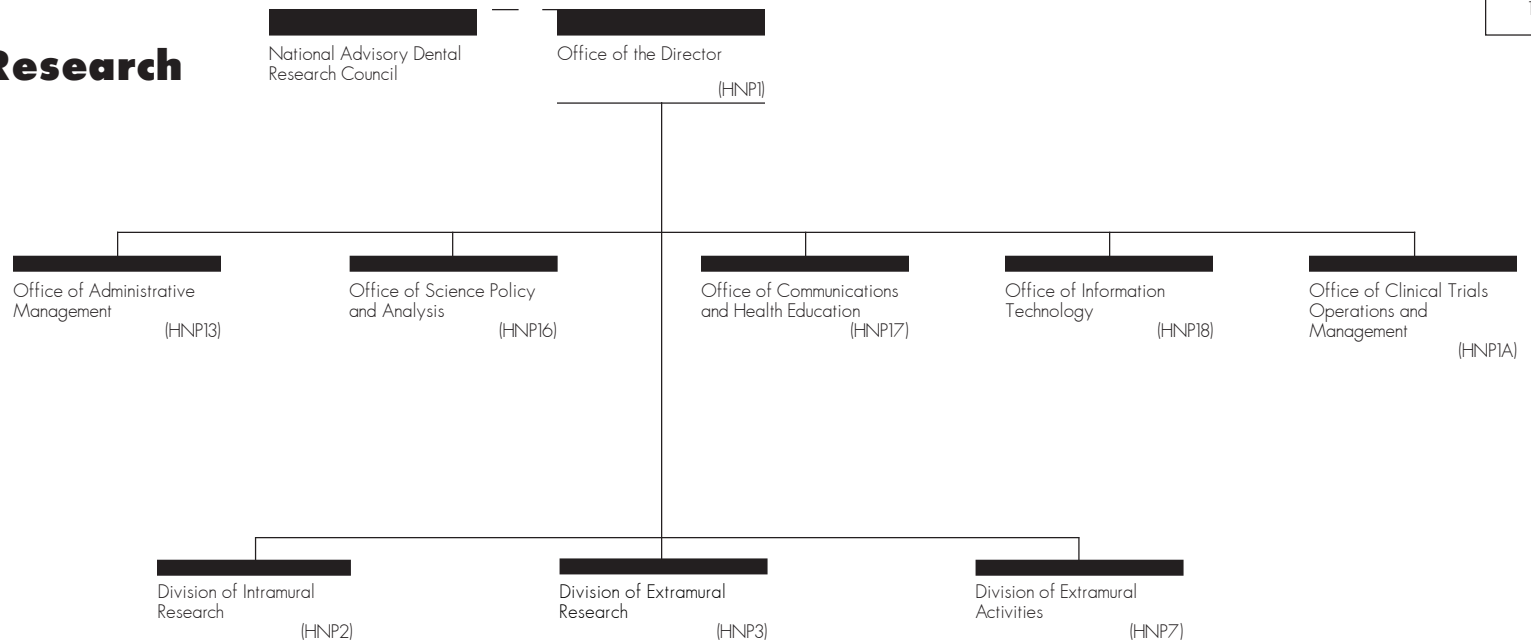 Research
National Advisory Dental
Research Council
Office of the Director
(HNP1)
Office of Administrative
Management
(HNP13)
Office of Science Policy
and Analysis
(HNP16)
Office of Communications
and Health Education
(HNP17)
Office of Information
Technology
(HNP18)
Office of Clinical Trials
Operations and
Management
(HNP1A)
Division of Intramural
Research
(HNP2)
Division of Extramural
Research
(HNP3)
Division of Extramural
Activities
(HNP7)